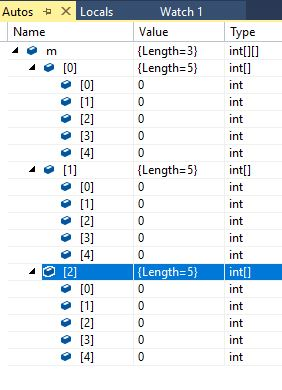 Autos Locals Watch 1
Name Value Type
m {Length=3} int[][]
[0] {Length=5} int[]
[0] 0 int
[1] 0 int
[2] 0 int
[3] 0 int
[4] 0 int
[1] {Length=5} int[]
[0] 0 int
[1] 0 int
[2] 0 int
[3] 0 int
[4] 0 int
[2] {Length=5} int[]
[0] 0 int
[1] 0 int
[2] 0 int
[3] 0 int
[4] 0 int